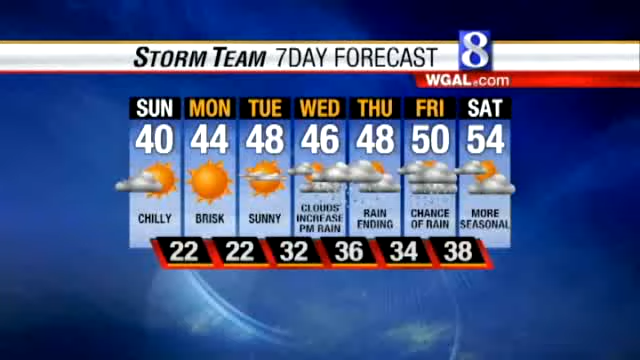 STORM TEAM 7DAY FORECAST 8
WGAL.com
SUN MON TUE WED THU FRI SAT
40 44 48 46 48 50 54
CHILLY
BRISK
SUNNY
CLOUDS
INCREASE
PM RAIN
RAIN
ENDING
CHANCE
OF RAIN
MORE
SEASONAL
22 22 32 36 34 38